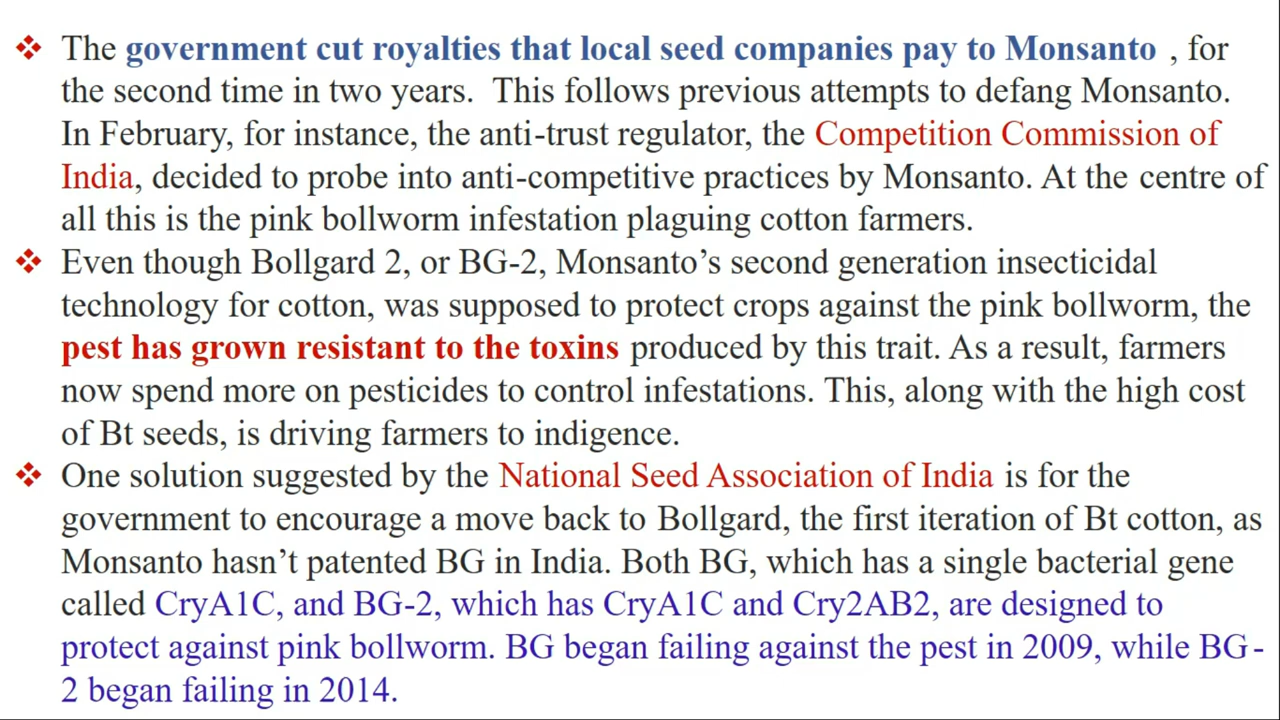 ❖ The government cut royalties that local seed companies pay to Monsanto , for
the second time in two years. This follows previous attempts to defang Monsanto.
In February, for instance, the anti-trust regulator, the Competition Commission of
India, decided to probe into anti-competitive practices by Monsanto. At the centre of
all this is the pink bollworm infestation plaguing cotton farmers.
❖ Even though Bollgard 2, or BG-2, Monsanto’s second generation insecticidal
technology for cotton, was supposed to protect crops against the pink bollworm, the
pest has grown resistant to the toxins produced by this trait. As a result, farmers
now spend more on pesticides to control infestations. This, along with the high cost
of Bt seeds, is driving farmers to indigence.
❖ One solution suggested by the National Seed Association of India is for the
government to encourage a move back to Bollgard, the first iteration of Bt cotton, as
Monsanto hasn’t patented BG in India. Both BG, which has a single bacterial gene
called CryA1C, and BG-2, which has CryA1C and Cry2AB2, are designed to
protect against pink bollworm. BG began failing against the pest in 2009, while BG-
2 began failing in 2014.